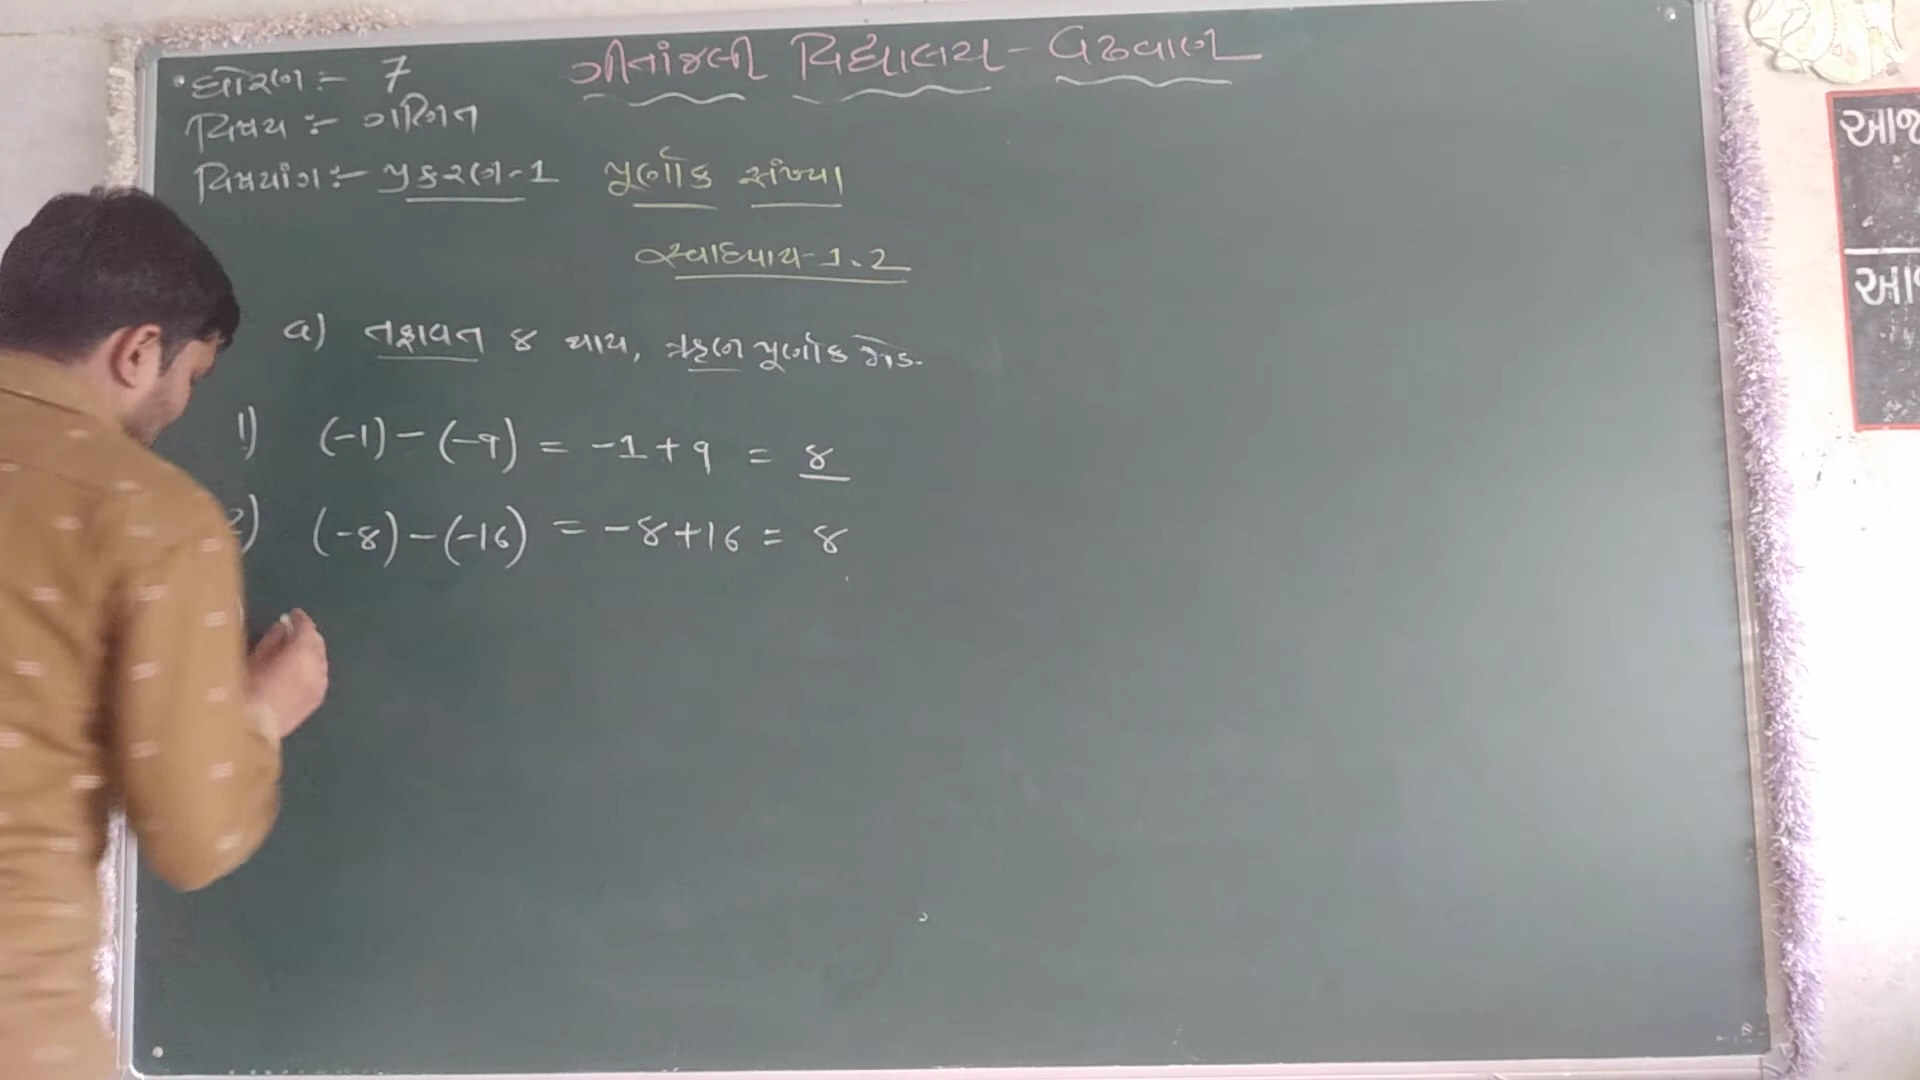 ગીતાંજલી વિદ્યાલય - વઢવાણ
ધોરણ :- 7
વિષય :- ગણિત
વિષયાંગ :- પ્રકરણ-1 પૂર્ણાંક સંખ્યા
સ્વાધ્યાય-1.2
a) તફાવત 8 થાય, ઋણ પૂર્ણાંક જોડ.
1) (-1) - (-9) = -1 + 9 = 8
2) (-8) - (-16) = -8+16 = 8